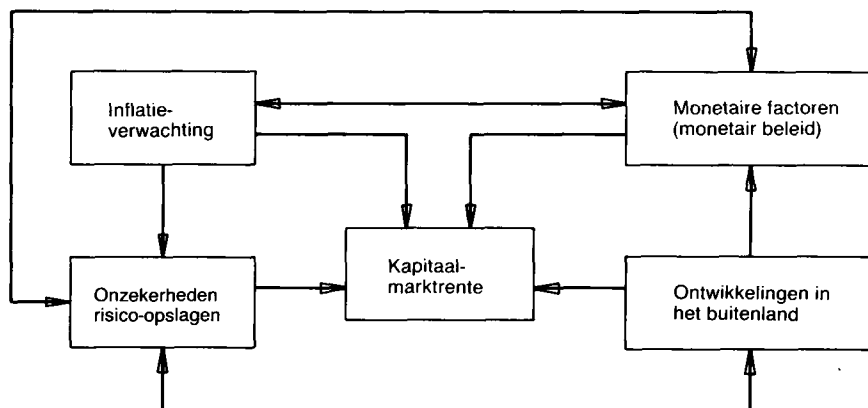 Inflatie-
verwachting
Monetaire factoren
(monetair beleid)
Kapitaal-
marktrente
Onzekerheden
risico-opslagen
Ontwikkelingen in
het buitenland